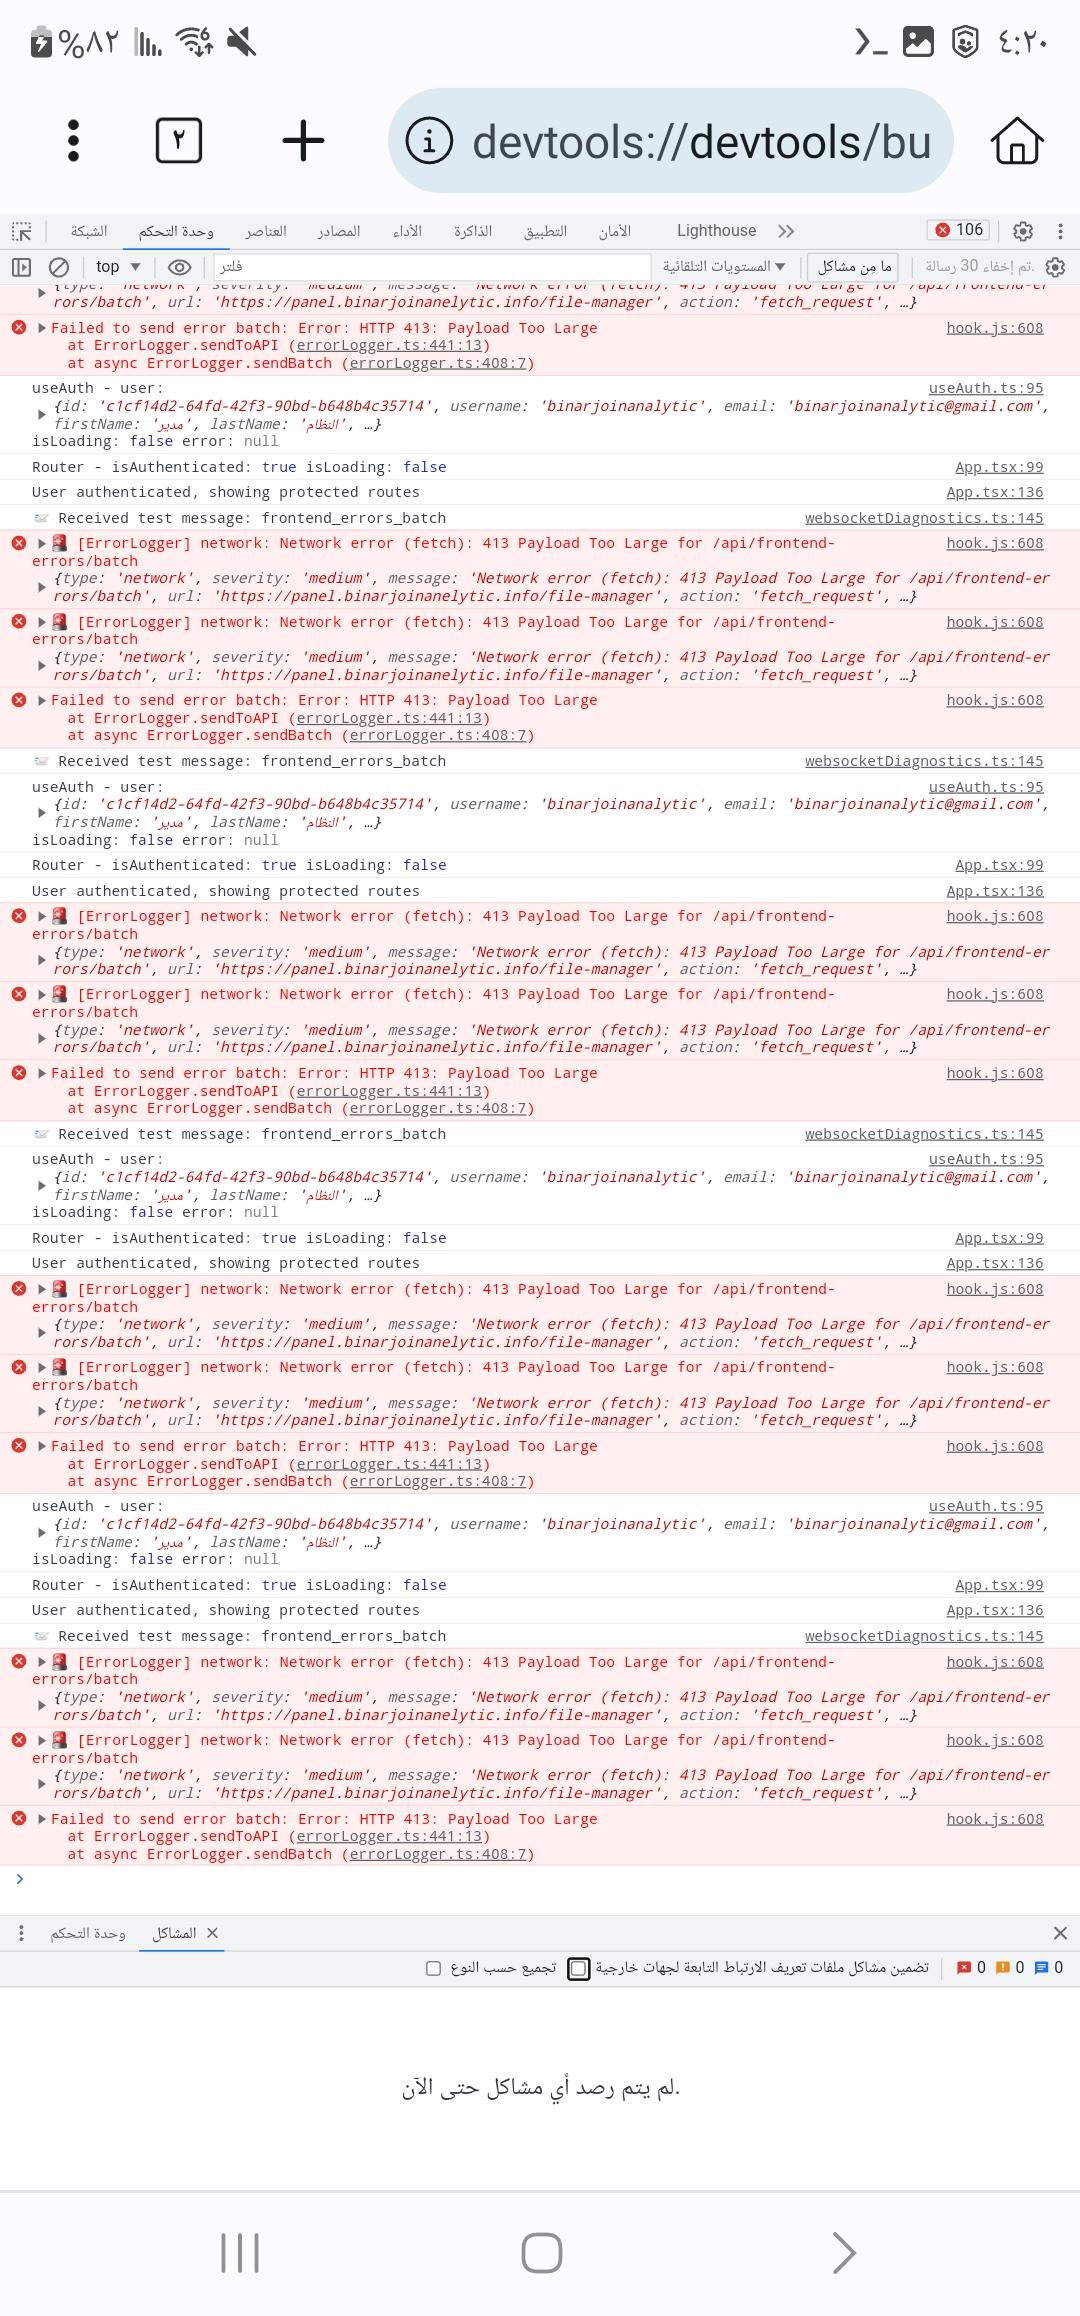 %٨٢
٤:٢٠
٢
devtools://devtools/bu
الشبكة وحدة التحكم العناصر المصادر الأداء الذاكرة التطبيق الأمان Lighthouse 106
top فلتر المستويات التلقائية ما من مشاكل تم إخفاء 30 رسالة.
{type: 'network', severity: 'medium', message: 'Network error (fetch): 413 Payload Too Large for /api/frontend-er
rors/batch', url: 'https://panel.binarjoinanelytic.info/file-manager', action: 'fetch_request', …}
Failed to send error batch: Error: HTTP 413: Payload Too Large hook.js:608
at ErrorLogger.sendToAPI (errorLogger.ts:441:13)
at async ErrorLogger.sendBatch (errorLogger.ts:408:7)
useAuth - user: useAuth.ts:95
{id: 'c1cf14d2-64fd-42f3-90bd-b648b4c35714', username: 'binarjoinanalytic', email: 'binarjoinanalytic@gmail.com',
firstName: 'مدير', lastName: 'النظام', …}
isLoading: false error: null
Router - isAuthenticated: true isLoading: false App.tsx:99
User authenticated, showing protected routes App.tsx:136
📨 Received test message: frontend_errors_batch websocketDiagnostics.ts:145
🚨 [ErrorLogger] network: Network error (fetch): 413 Payload Too Large for /api/frontend- hook.js:608
errors/batch
{type: 'network', severity: 'medium', message: 'Network error (fetch): 413 Payload Too Large for /api/frontend-er
rors/batch', url: 'https://panel.binarjoinanelytic.info/file-manager', action: 'fetch_request', …}
🚨 [ErrorLogger] network: Network error (fetch): 413 Payload Too Large for /api/frontend- hook.js:608
errors/batch
{type: 'network', severity: 'medium', message: 'Network error (fetch): 413 Payload Too Large for /api/frontend-er
rors/batch', url: 'https://panel.binarjoinanelytic.info/file-manager', action: 'fetch_request', …}
Failed to send error batch: Error: HTTP 413: Payload Too Large hook.js:608
at ErrorLogger.sendToAPI (errorLogger.ts:441:13)
at async ErrorLogger.sendBatch (errorLogger.ts:408:7)
📨 Received test message: frontend_errors_batch websocketDiagnostics.ts:145
useAuth - user: useAuth.ts:95
{id: 'c1cf14d2-64fd-42f3-90bd-b648b4c35714', username: 'binarjoinanalytic', email: 'binarjoinanalytic@gmail.com',
firstName: 'مدير', lastName: 'النظام', …}
isLoading: false error: null
Router - isAuthenticated: true isLoading: false App.tsx:99
User authenticated, showing protected routes App.tsx:136
🚨 [ErrorLogger] network: Network error (fetch): 413 Payload Too Large for /api/frontend- hook.js:608
errors/batch
{type: 'network', severity: 'medium', message: 'Network error (fetch): 413 Payload Too Large for /api/frontend-er
rors/batch', url: 'https://panel.binarjoinanelytic.info/file-manager', action: 'fetch_request', …}
🚨 [ErrorLogger] network: Network error (fetch): 413 Payload Too Large for /api/frontend- hook.js:608
errors/batch
{type: 'network', severity: 'medium', message: 'Network error (fetch): 413 Payload Too Large for /api/frontend-er
rors/batch', url: 'https://panel.binarjoinanelytic.info/file-manager', action: 'fetch_request', …}
Failed to send error batch: Error: HTTP 413: Payload Too Large hook.js:608
at ErrorLogger.sendToAPI (errorLogger.ts:441:13)
at async ErrorLogger.sendBatch (errorLogger.ts:408:7)
📨 Received test message: frontend_errors_batch websocketDiagnostics.ts:145
useAuth - user: useAuth.ts:95
{id: 'c1cf14d2-64fd-42f3-90bd-b648b4c35714', username: 'binarjoinanalytic', email: 'binarjoinanalytic@gmail.com',
firstName: 'مدير', lastName: 'النظام', …}
isLoading: false error: null
Router - isAuthenticated: true isLoading: false App.tsx:99
User authenticated, showing protected routes App.tsx:136
🚨 [ErrorLogger] network: Network error (fetch): 413 Payload Too Large for /api/frontend- hook.js:608
errors/batch
{type: 'network', severity: 'medium', message: 'Network error (fetch): 413 Payload Too Large for /api/frontend-er
rors/batch', url: 'https://panel.binarjoinanelytic.info/file-manager', action: 'fetch_request', …}
🚨 [ErrorLogger] network: Network error (fetch): 413 Payload Too Large for /api/frontend- hook.js:608
errors/batch
{type: 'network', severity: 'medium', message: 'Network error (fetch): 413 Payload Too Large for /api/frontend-er
rors/batch', url: 'https://panel.binarjoinanelytic.info/file-manager', action: 'fetch_request', …}
Failed to send error batch: Error: HTTP 413: Payload Too Large hook.js:608
at ErrorLogger.sendToAPI (errorLogger.ts:441:13)
at async ErrorLogger.sendBatch (errorLogger.ts:408:7)
useAuth - user: useAuth.ts:95
{id: 'c1cf14d2-64fd-42f3-90bd-b648b4c35714', username: 'binarjoinanalytic', email: 'binarjoinanalytic@gmail.com',
firstName: 'مدير', lastName: 'النظام', …}
isLoading: false error: null
Router - isAuthenticated: true isLoading: false App.tsx:99
User authenticated, showing protected routes App.tsx:136
📨 Received test message: frontend_errors_batch websocketDiagnostics.ts:145
🚨 [ErrorLogger] network: Network error (fetch): 413 Payload Too Large for /api/frontend- hook.js:608
errors/batch
{type: 'network', severity: 'medium', message: 'Network error (fetch): 413 Payload Too Large for /api/frontend-er
rors/batch', url: 'https://panel.binarjoinanelytic.info/file-manager', action: 'fetch_request', …}
🚨 [ErrorLogger] network: Network error (fetch): 413 Payload Too Large for /api/frontend- hook.js:608
errors/batch
{type: 'network', severity: 'medium', message: 'Network error (fetch): 413 Payload Too Large for /api/frontend-er
rors/batch', url: 'https://panel.binarjoinanelytic.info/file-manager', action: 'fetch_request', …}
Failed to send error batch: Error: HTTP 413: Payload Too Large hook.js:608
at ErrorLogger.sendToAPI (errorLogger.ts:441:13)
at async ErrorLogger.sendBatch (errorLogger.ts:408:7)
وحدة التحكم المشاكل
تجميع حسب النوع تضمين مشاكل ملفات تعريف الارتباط التابعة لجهات خارجية 0 0 0
لم يتم رصد أي مشاكل حتى الآن.